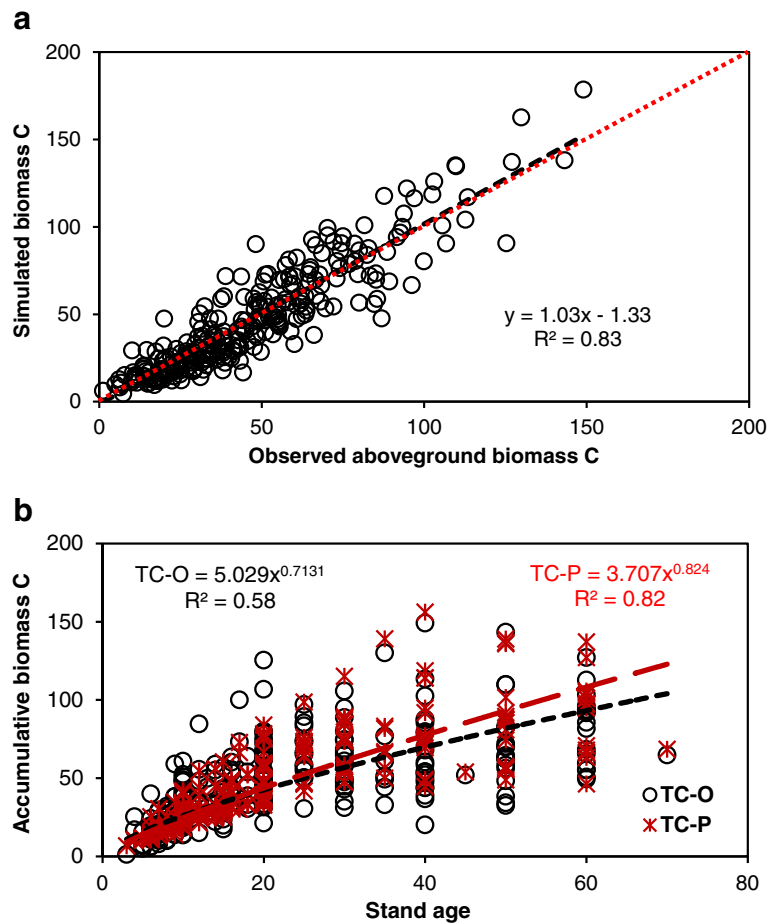 a
200
150
100
50
0
Simulated biomass C
y = 1.03x - 1.33
R² = 0.83
0 50 100 150 200
Observed aboveground biomass C
b
200
150
100
50
0
Accumulative biomass C
TC-O = 5.029x^0.7131
R² = 0.58
TC-P = 3.707x^0.824
R² = 0.82
TC-O
TC-P
0 20 40 60 80
Stand age